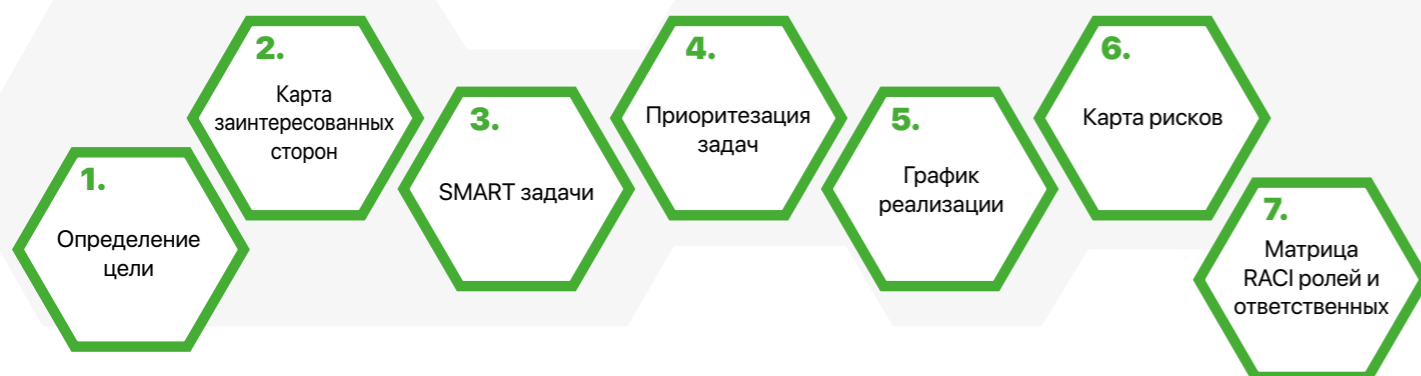 1.
Определение
цели
2.
Карта
заинтересованных
сторон
3.
SMART задачи
4.
Приоритезация
задач
5.
График
реализации
6.
Карта рисков
7.
Матрица
RACI ролей и
ответственных